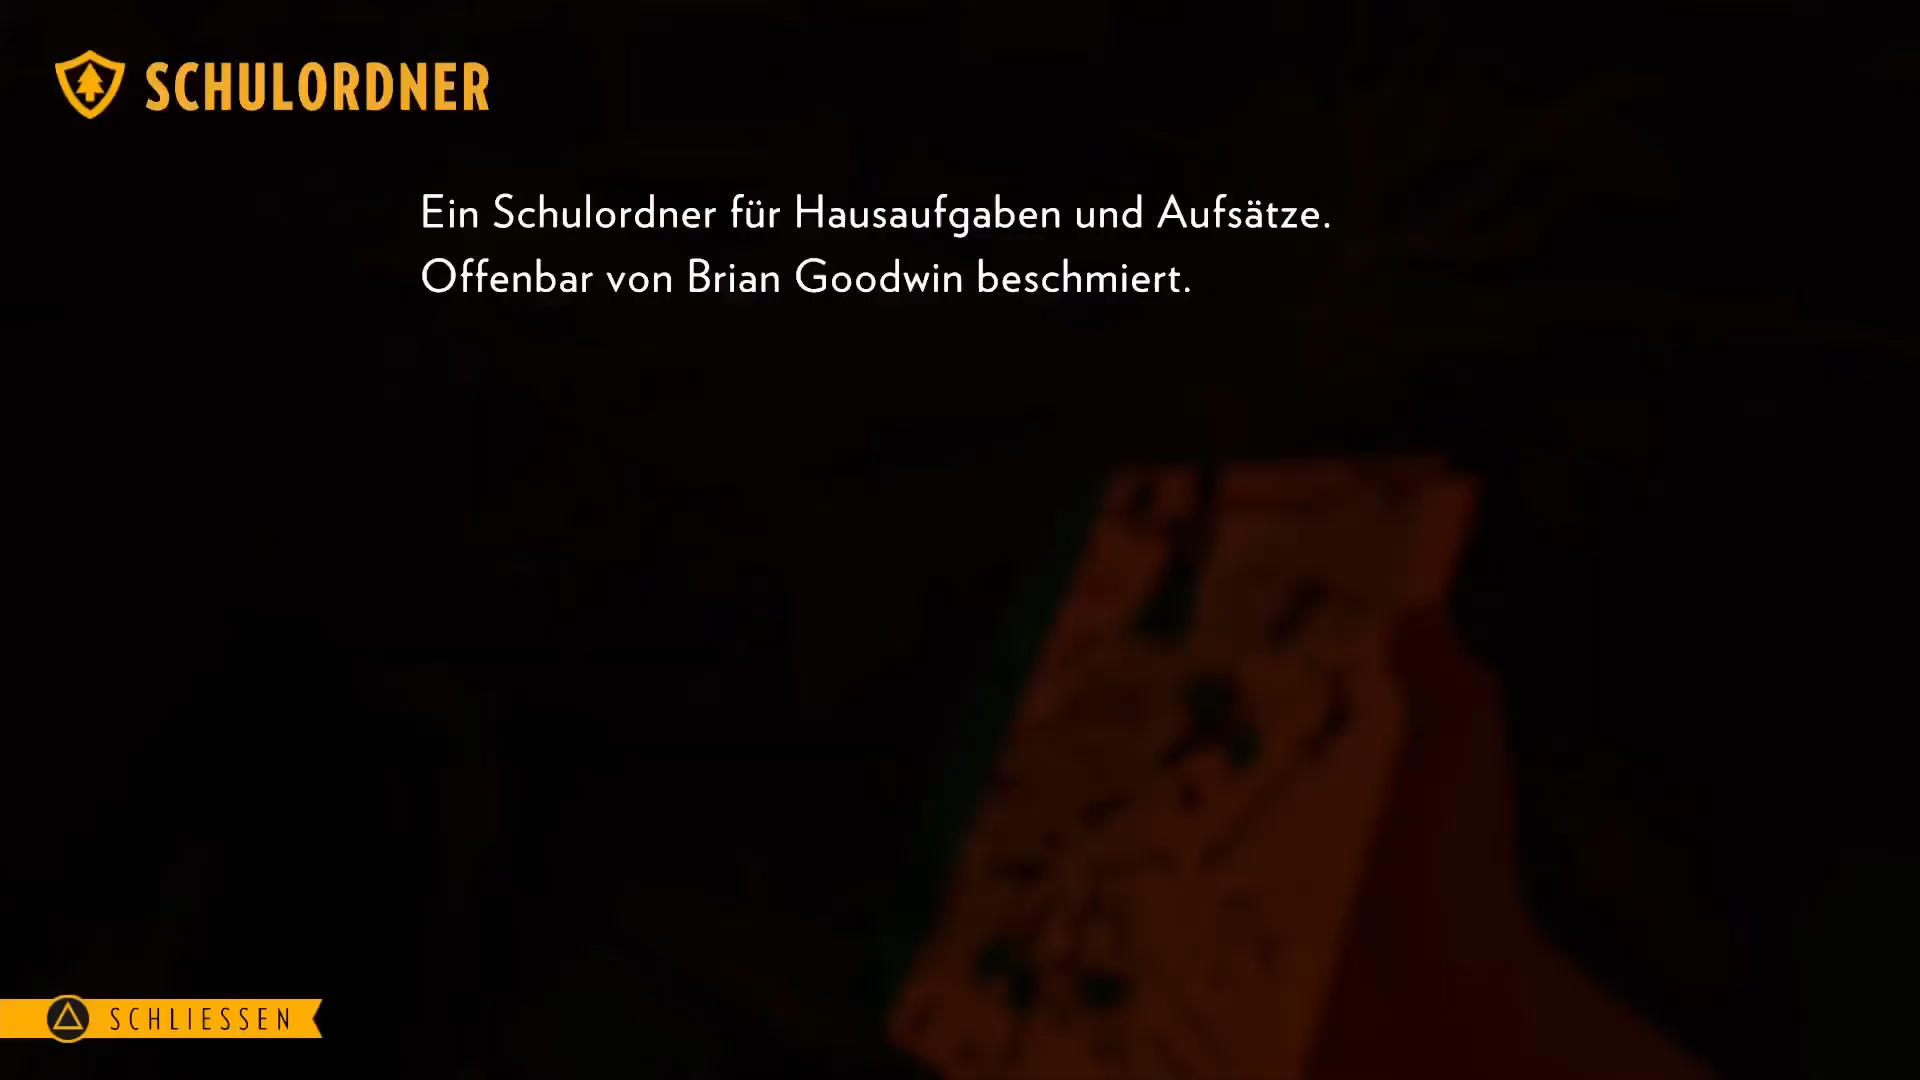 SCHULORDNER
Ein Schulordner für Hausaufgaben und Aufsätze.
Offenbar von Brian Goodwin beschmiert.
SCHLIESSEN